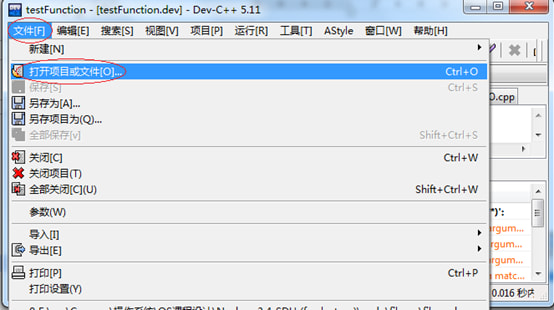 testFunction - [testFunction.dev] - Dev-C++ 5.11
文件[F] 编辑[E] 搜索[S] 视图[V] 项目[P] 运行[R] 工具[T] AStyle 窗口[W] 帮助[H]
新建[N]
打开项目或文件[O]... Ctrl+O
保存[S] Ctrl+S
另存为[A]...
O.cpp
另存项目为(Q)...
全部保存[v] Shift+Ctrl+S
关闭[C] Ctrl+W
关闭项目(T)
全部关闭[C](U) Shift+Ctrl+W
*)':
参数(W)
argum...
导入[I]
argum...
导出[E]
argum...
打印[P] Ctrl+P
打印设置(Y)
0.016 秒内